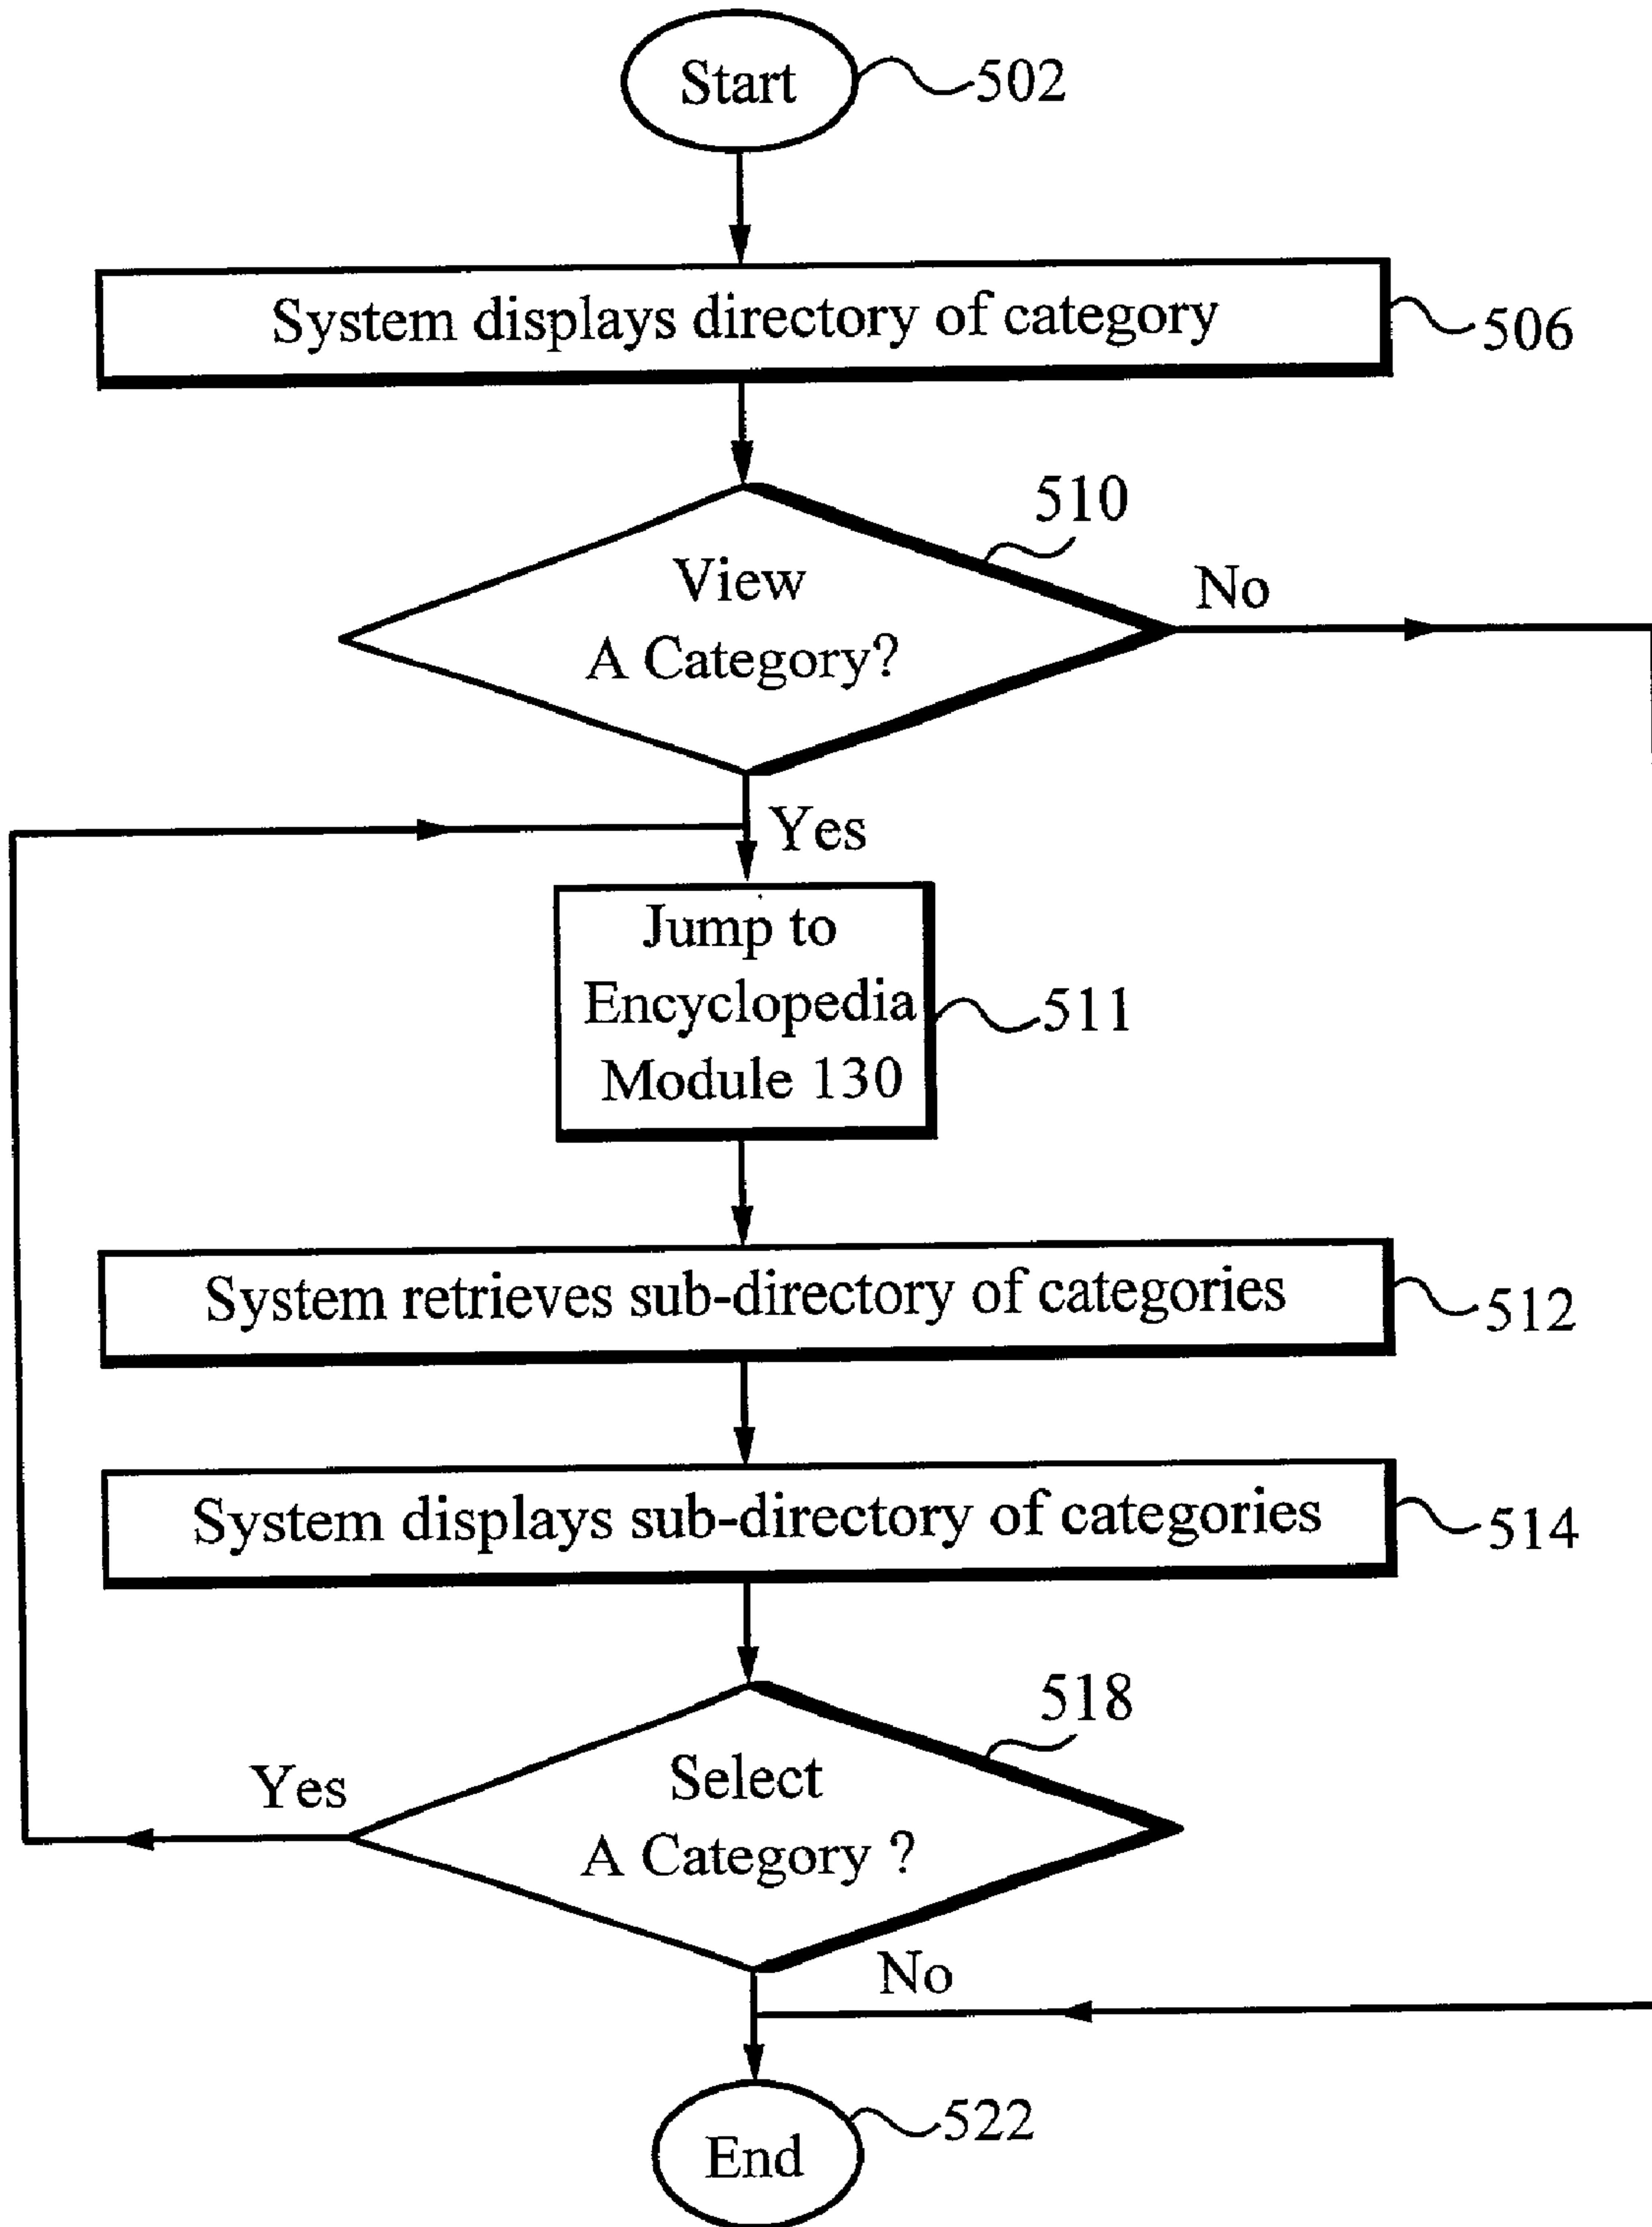 Start
502
System displays directory of category
506
510
View
A Category?
No
Yes
Jump to
Encyclopedia
Module 130
511
System retrieves sub-directory of categories
512
System displays sub-directory of categories
514
518
Select
A Category ?
Yes
No
End
522